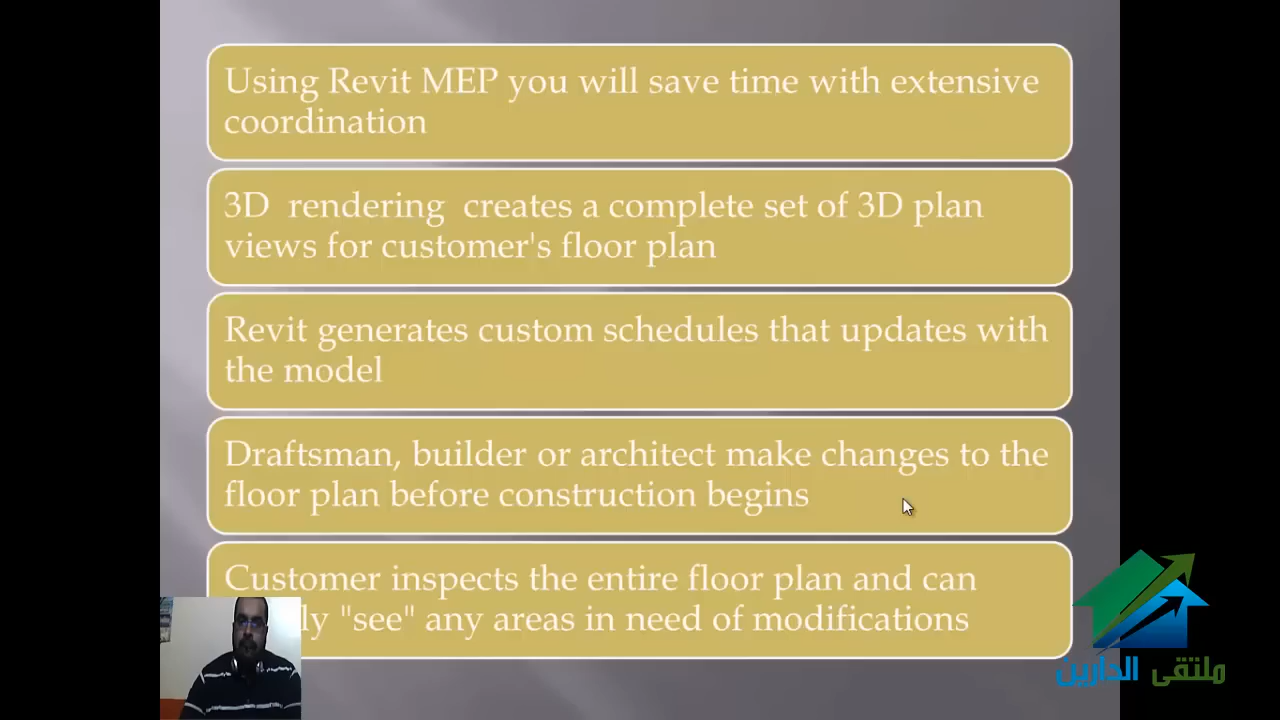 Using Revit MEP you will save time with extensive
coordination
3D rendering creates a complete set of 3D plan
views for customer's floor plan
Revit generates custom schedules that updates with
the model
Draftsman, builder or architect make changes to the
floor plan before construction begins
Customer inspects the entire floor plan and can
ly "see" any areas in need of modifications
ملتقى الدارين